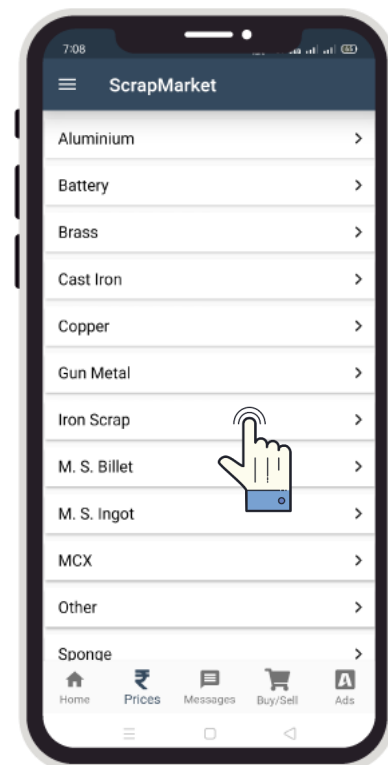 7:08
65
ScrapMarket
Aluminium
Battery
Brass
Cast Iron
Copper
Gun Metal
Iron Scrap
M. S. Billet
M. S. Ingot
MCX
Other
Sponge
₹
A
Home Prices Messages Buy/Sell Ads